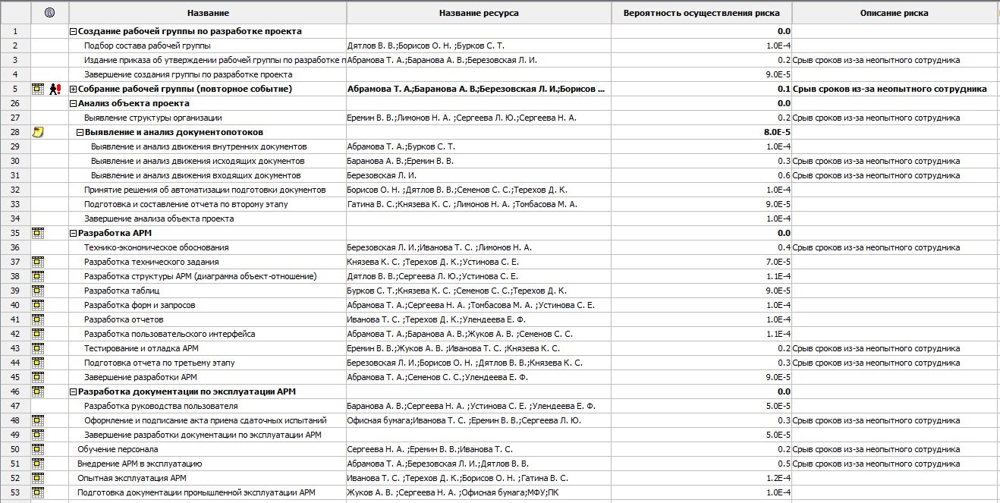 Название Название ресурса Вероятность осуществления риска Описание риска
1 Создание рабочей группы по разработке проекта 0.0
2 Подбор состава рабочей группы Дятлов В. В.;Борисов О. Н. ;Бурков С. Т. 1.0E-4
3 Издание приказа об утверждении рабочей группы по разработке п Абрамова Т. А.;Баранова А. В.;Березовская Л. И. 0.2 Срыв сроков из-за неопытного сотрудника
4 Завершение создания группы по разработке проекта 9.0E-5
5 Собрание рабочей группы (повторное событие) Абрамова Т. А.;Баранова А. В.;Березовская Л. И.;Борисов ... 0.1 Срыв сроков из-за неопытного сотрудника
26 Анализ объекта проекта 0.0
27 Выявление структуры организации Еремин В. В.;Лимонов Н. А. ;Сергеева Л. Ю.;Сергеева Н. А. 0.2 Срыв сроков из-за неопытного сотрудника
28 Выявление и анализ документопотоков 8.0E-5
29 Выявление и анализ движения внутренних документов Абрамова Т. А.;Бурков С. Т. 1.0E-4
30 Выявление и анализ движения исходящих документов Баранова А. В.;Еремин В. В. 0.3 Срыв сроков из-за неопытного сотрудника
31 Выявление и анализ движения входящих документов Березовская Л. И. 0.6 Срыв сроков из-за неопытного сотрудника
32 Принятие решения об автоматизации подготовки документов Борисов О. Н. ;Дятлов В. В.;Семенов С. С.;Терехов Д. К. 1.0E-4
33 Подготовка и составление отчета по второму этапу Гатина В. С.;Князева К. С. ;Лимонов Н. А. ;Томбасова М. А. 9.0E-5
34 Завершение анализа объекта проекта 1.0E-4
35 Разработка АРМ 0.0
36 Технико-экономическое обоснования Березовская Л. И.;Иванова Т. С. ;Лимонов Н. А. 0.4 Срыв сроков из-за неопытного сотрудника
37 Разработка технического задания Князева К. С. ;Терехов Д. К.;Устинова С. Е. 7.0E-5
38 Разработка структуры АРМ (диаграмма объект-отношение) Дятлов В. В.;Сергеева Л. Ю.;Устинова С. Е. 1.1E-4
39 Разработка таблиц Бурков С. Т.;Князева К. С. ;Семенов С. С.;Терехов Д. К. 9.0E-5
40 Разработка форм и запросов Абрамова Т. А.;Сергеева Н. А. ;Томбасова М. А. ;Устинова С. Е. 1.0E-4
41 Разработка отчетов Иванова Т. С. ;Терехов Д. К.;Улендеева Е. Ф. 1.0E-4
42 Разработка пользовательского интерфейса Абрамова Т. А.;Баранова А. В.;Жуков А. В. ;Семенов С. С. 1.1E-4
43 Тестирование и отладка АРМ Еремин В. В.;Жуков А. В. ;Иванова Т. С. ;Князева К. С. 0.2 Срыв сроков из-за неопытного сотрудника
44 Подготовка отчета по третьему этапу Березовская Л. И.;Борисов О. Н. ;Дятлов В. В.;Князева К. С. 0.3 Срыв сроков из-за неопытного сотрудника
45 Завершение разработки АРМ Абрамова Т. А.;Семенов С. С.;Улендеева Е. Ф. 9.0E-5
46 Разработка документации по эксплуатации АРМ 0.0
47 Разработка руководства пользователя Баранова А. В.;Сергеева Н. А. ;Устинова С. Е. ;Улендеева Е. Ф. 5.0E-5
48 Оформление и подписание акта приема сдаточных испытаний Офисная бумага;Иванова Т. С. ;Еремин В. В.;Сергеева Л. Ю. 0.3 Срыв сроков из-за неопытного сотрудника
49 Завершение разработки документации по эксплуатации АРМ 5.0E-5
50 Обучение персонала Сергеева Н. А. ;Еремин В. В.;Иванова Т. С. 0.2 Срыв сроков из-за неопытного сотрудника
51 Внедрение АРМ в эксплуатацию Абрамова Т. А.;Березовская Л. И.;Дятлов В. В. 0.5 Срыв сроков из-за неопытного сотрудника
52 Опытная эксплуатация АРМ Иванова Т. С. ;Терехов Д. К.;Борисов О. Н. ;Гатина В. С. 1.2E-4
53 Подготовка документации промышленной эксплуатации АРМ Жуков А. В. ;Сергеева Н. А. ;Офисная бумага;МФУ;ПК 1.0E-4